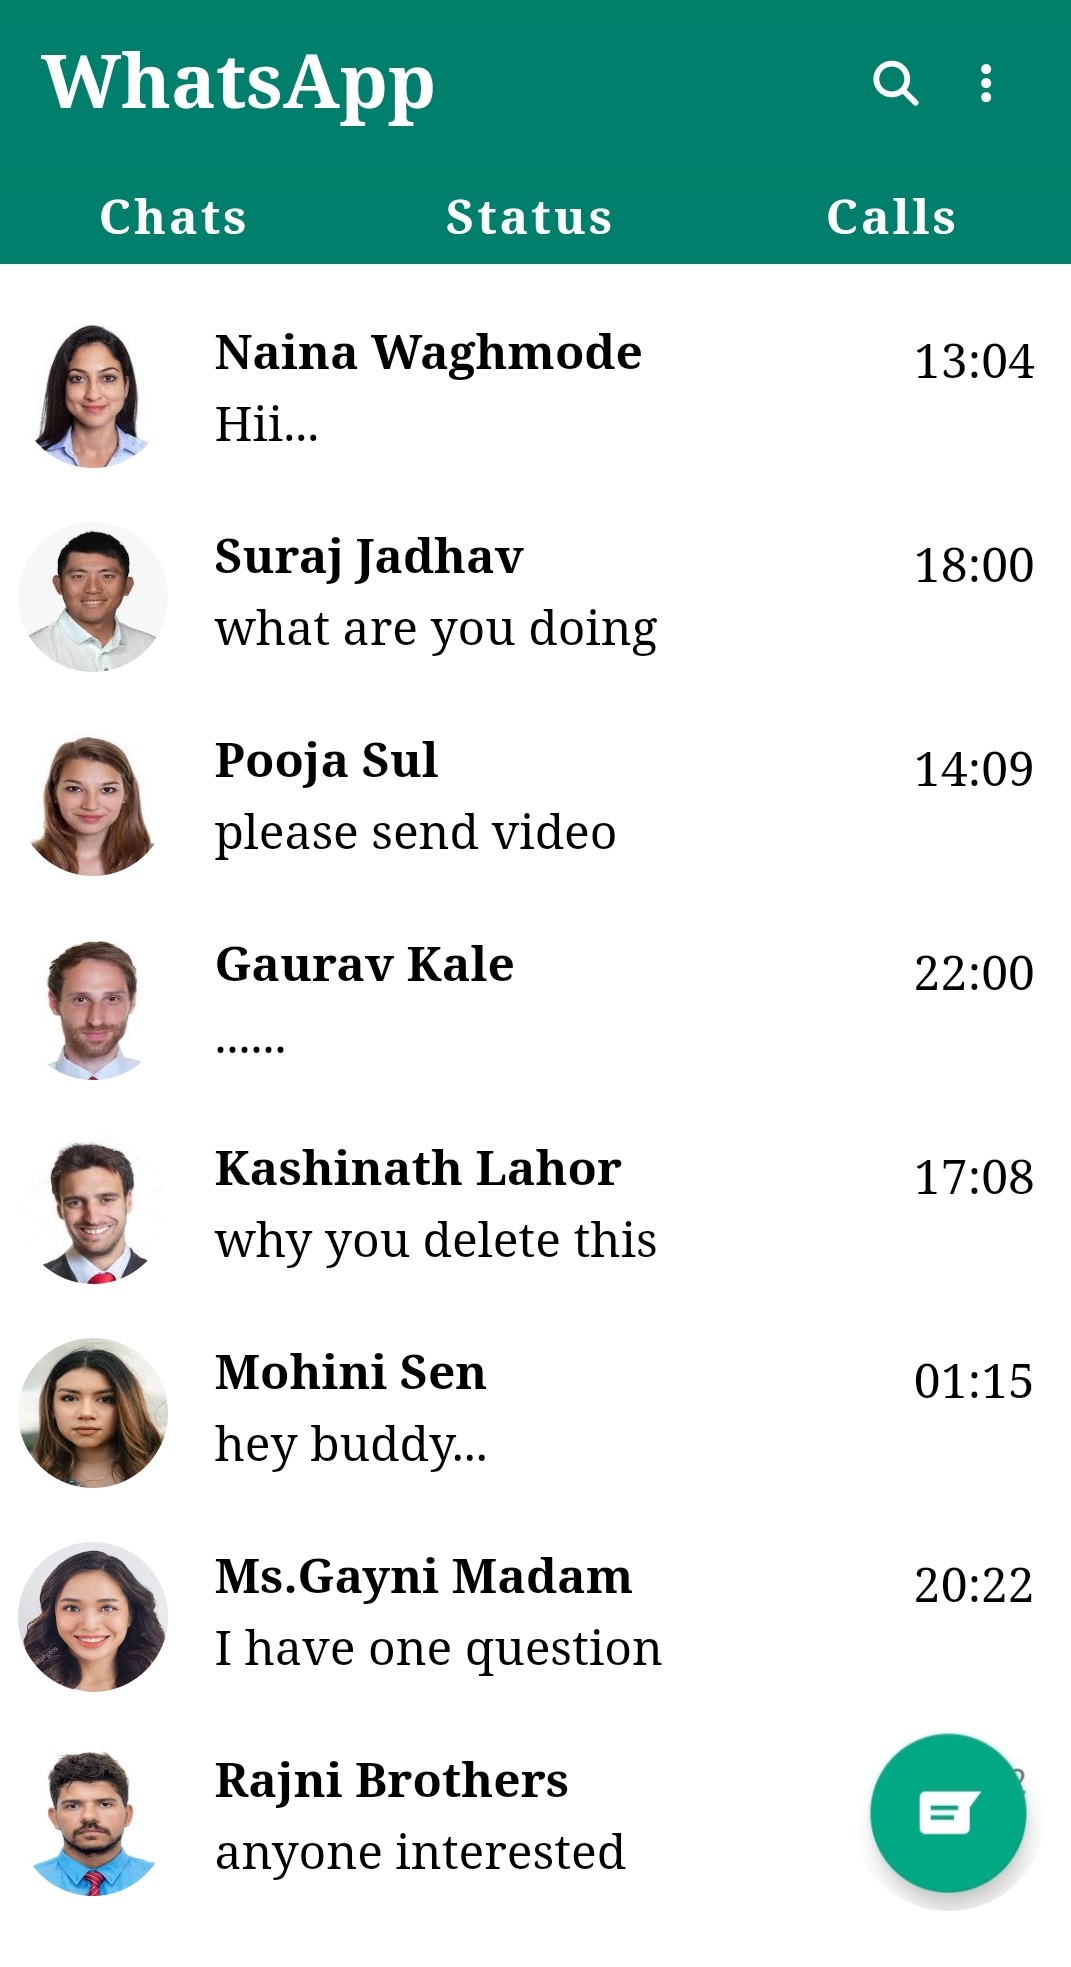 WhatsApp
Chats Status Calls
Naina Waghmode 13:04
Hii...
Suraj Jadhav 18:00
what are you doing
Pooja Sul 14:09
please send video
Gaurav Kale 22:00
......
Kashinath Lahor 17:08
why you delete this
Mohini Sen 01:15
hey buddy...
Ms.Gayni Madam 20:22
I have one question
Rajni Brothers
anyone interested